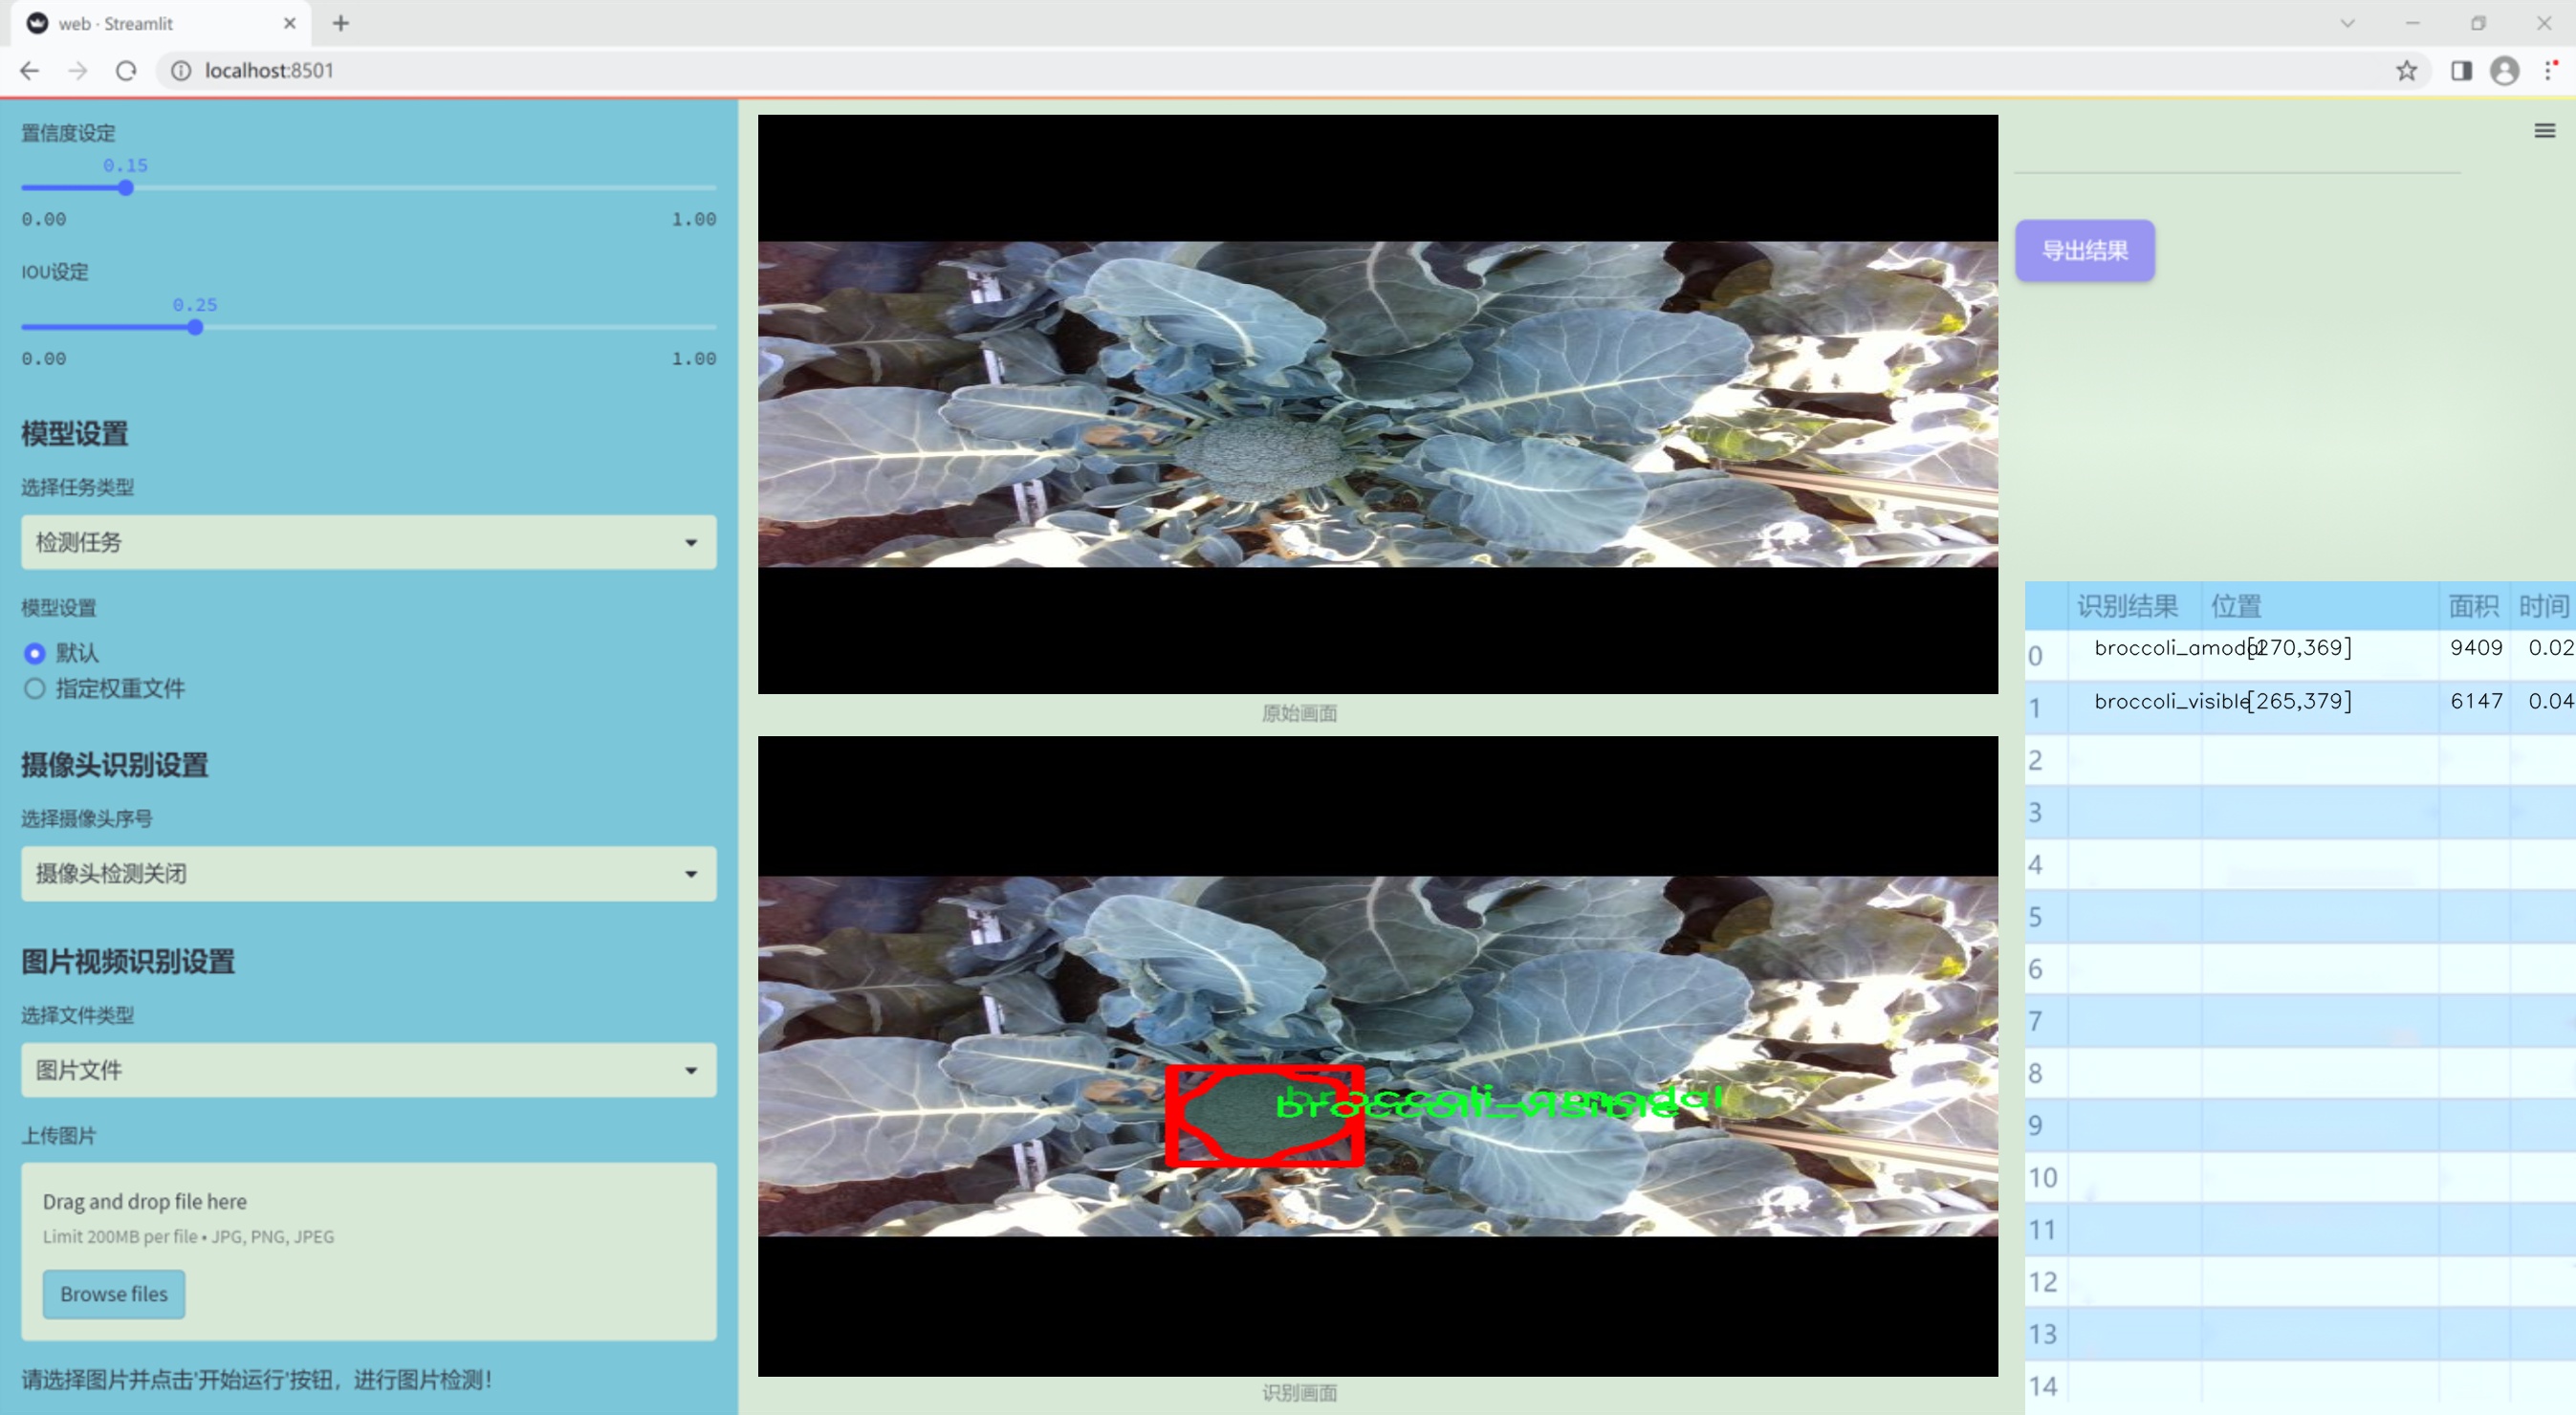 web · Streamlit
localhost:8501
置信度设定
0.15
0.00 1.00
IOU设定
0.25
0.00 1.00
模型设置
选择任务类型
检测任务
模型设置
默认
指定权重文件
摄像头识别设置
选择摄像头序号
摄像头检测关闭
图片视频识别设置
选择文件类型
图片文件
上传图片
Drag and drop file here
Limit 200MB per file • JPG, PNG, JPEG
Browse files
请选择图片并点击'开始运行'按钮，进行图片检测！
原始画面
broccoli_amodal
broccoli_visible
识别画面
导出结果
识别结果 位置 面积 时间
0 broccoli_amodal [270,369] 9409 0.02
1 broccoli_visible [265,379] 6147 0.04
2
3
4
5
6
7
8
9
10
11
12
13
14